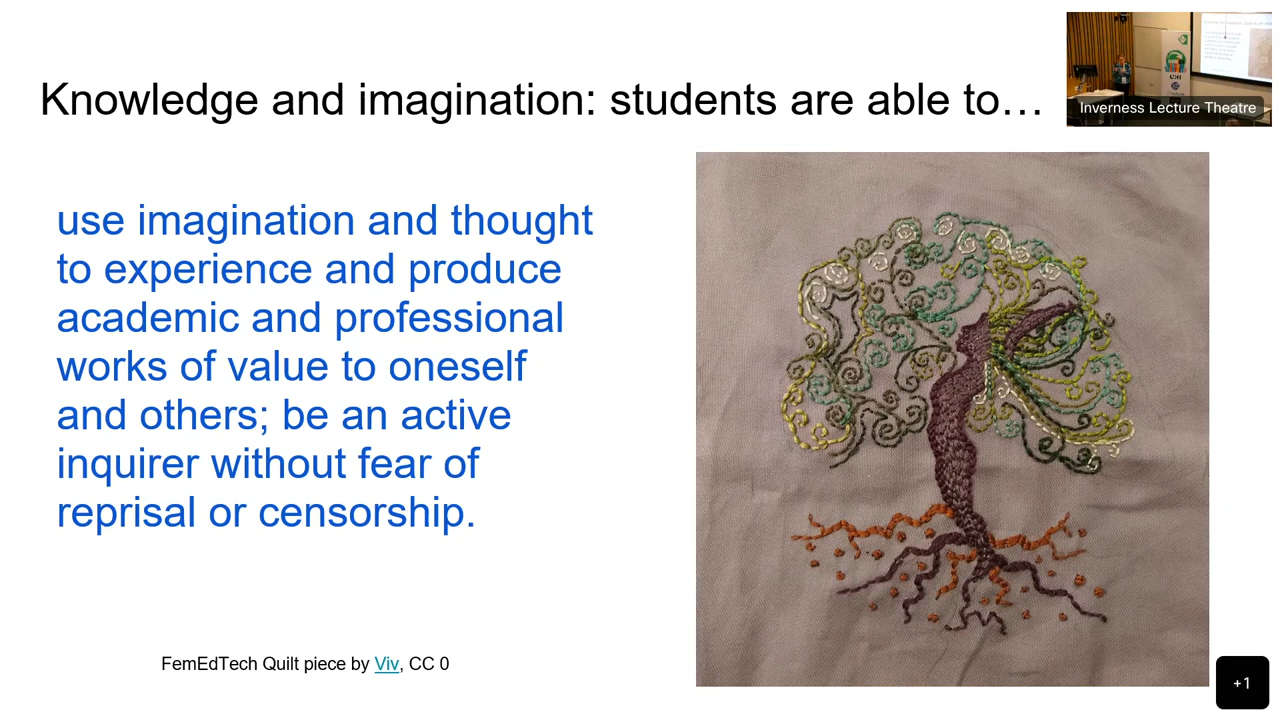 Knowledge and imagination: students are able to…
Inverness Lecture Theatre
use imagination and thought
to experience and produce
academic and professional
works of value to oneself
and others; be an active
inquirer without fear of
reprisal or censorship.
FemEdTech Quilt piece by Viv, CC 0
+1